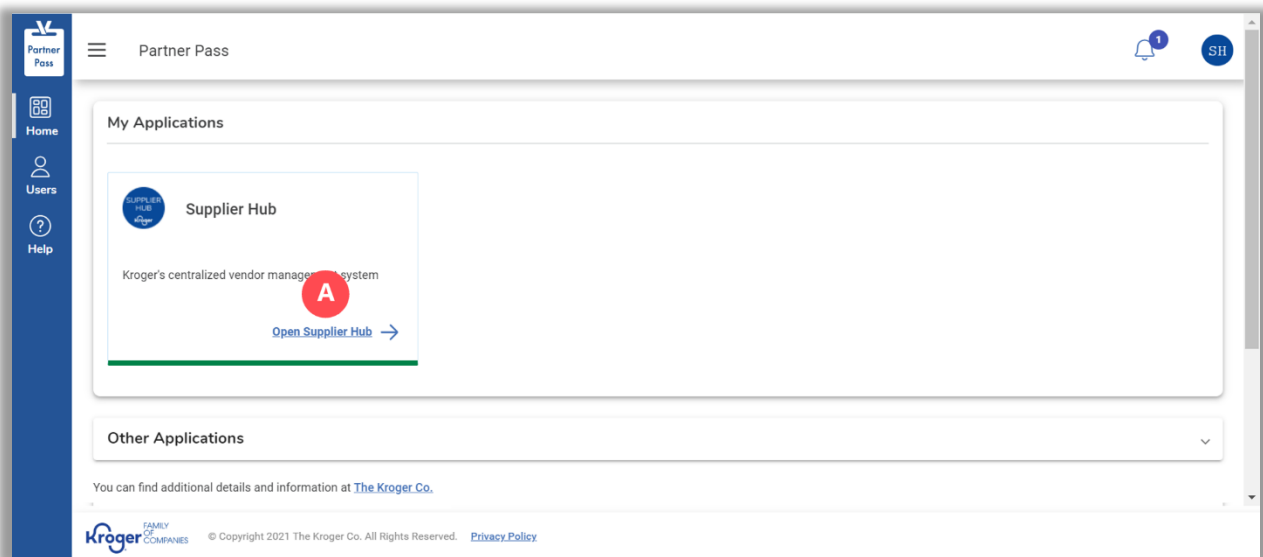 Partner
Pass
Partner Pass
1
SH
Home
Users
Help
My Applications
SUPPLIER
HUB
Kroger
Supplier Hub
Kroger's centralized vendor management system
A
Open Supplier Hub
Other Applications
You can find additional details and information at The Kroger Co.
Kroger FAMILY
OF
COMPANIES
© Copyright 2021 The Kroger Co. All Rights Reserved. Privacy Policy